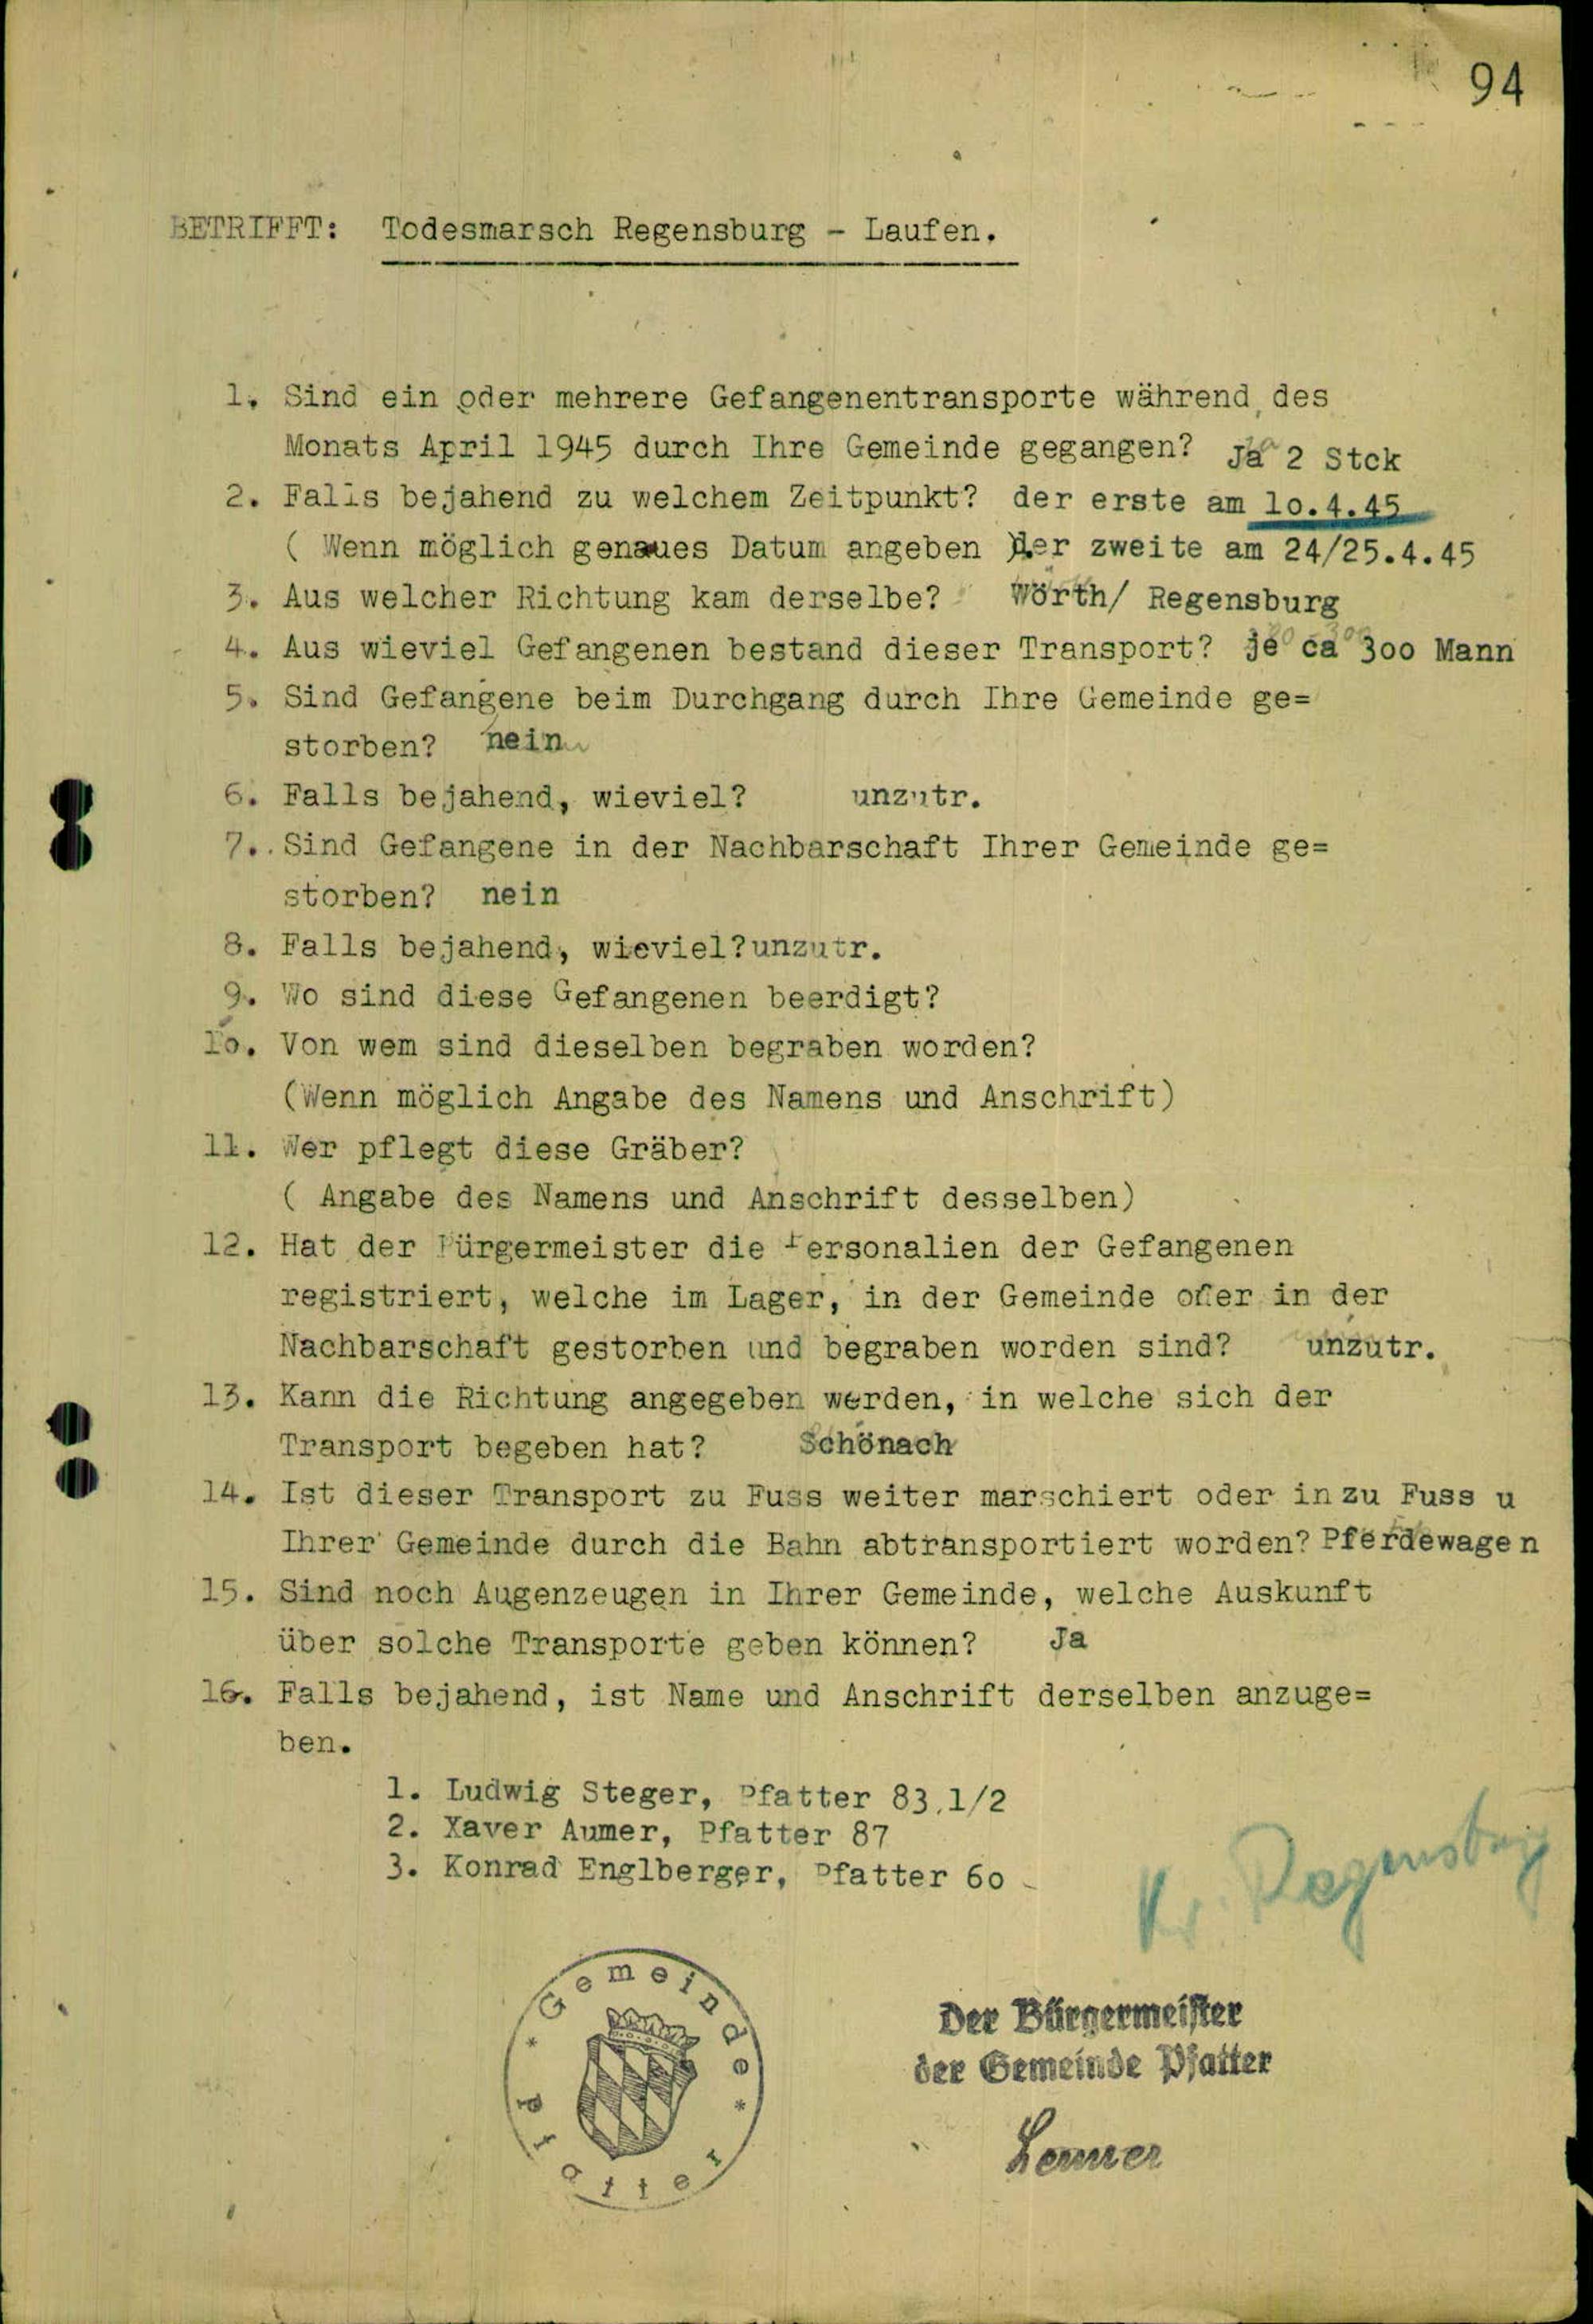 94
BETRIFFT: Todesmarsch Regensburg - Laufen.
1. Sind ein oder mehrere Gefangenentransporte während des
Monats April 1945 durch Ihre Gemeinde gegangen? Ja 2 Stck
2. Falls bejahend zu welchem Zeitpunkt? der erste am 10.4.45
( Wenn möglich genaues Datum angeben )der zweite am 24/25.4.45
3. Aus welcher Richtung kam derselbe? Wörth/ Regensburg
4. Aus wieviel Gefangenen bestand dieser Transport? je ca 300 Mann
5. Sind Gefangene beim Durchgang durch Ihre Gemeinde ge=
storben? nein
6. Falls bejahend, wieviel? unzutr.
7. Sind Gefangene in der Nachbarschaft Ihrer Gemeinde ge=
storben? nein
8. Falls bejahend, wieviel?unzutr.
9. Wo sind diese Gefangenen beerdigt?
10. Von wem sind dieselben begraben worden?
(Wenn möglich Angabe des Namens und Anschrift)
11. Wer pflegt diese Gräber?
( Angabe des Namens und Anschrift desselben)
12. Hat der Bürgermeister die Personalien der Gefangenen
registriert, welche im Lager, in der Gemeinde oder in der
Nachbarschaft gestorben und begraben worden sind? unzutr.
13. Kann die Richtung angegeben werden, in welche sich der
Transport begeben hat? Schönach
14. Ist dieser Transport zu Fuss weiter marschiert oder in zu Fuss u
Ihrer Gemeinde durch die Bahn abtransportiert worden? Pferdewagen
15. Sind noch Augenzeugen in Ihrer Gemeinde, welche Auskunft
über solche Transporte geben können? Ja
16. Falls bejahend, ist Name und Anschrift derselben anzuge=
ben.
1. Ludwig Steger, Pfatter 83,1/2
2. Xaver Aumer, Pfatter 87
3. Konrad Englberger, Pfatter 60
Kr. Regensburg
* Gemeinde *
Pfatter
Der Bürgermeister
der Gemeinde Pfatter